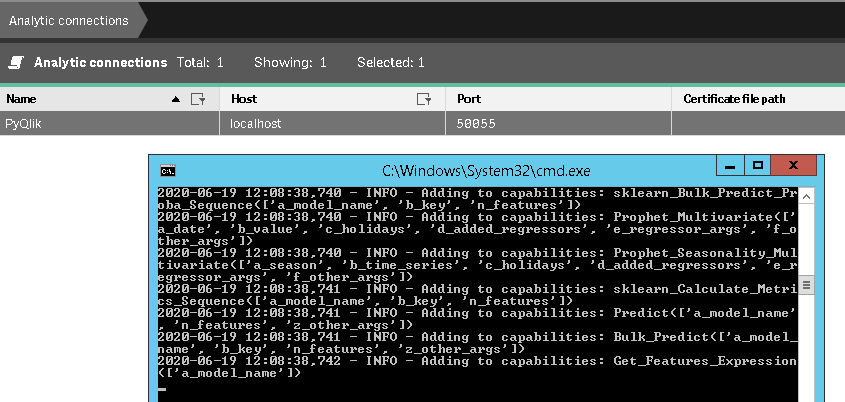 Analytic connections
Analytic connections Total: 1 Showing: 1 Selected: 1
Name Host Port Certificate file path
PyQlik localhost 50055
C:\Windows\System32\cmd.exe
2020-06-19 12:08:38,740 - INFO - Adding to capabilities: sklearn_Bulk_Predict_Pr
oba_Sequence(['a_model_name', 'b_key', 'n_features'])
2020-06-19 12:08:38,740 - INFO - Adding to capabilities: Prophet_Multivariate(['
a_date', 'b_value', 'c_holidays', 'd_added_regressors', 'e_regressor_args', 'f_o
ther_args'])
2020-06-19 12:08:38,740 - INFO - Adding to capabilities: Prophet_Seasonality_Mul
tivariate(['a_season', 'b_time_series', 'c_holidays', 'd_added_regressors', 'e_r
egressor_args', 'f_other_args'])
2020-06-19 12:08:38,741 - INFO - Adding to capabilities: sklearn_Calculate_Metri
cs_Sequence(['a_model_name', 'b_key', 'n_features'])
2020-06-19 12:08:38,741 - INFO - Adding to capabilities: Predict(['a_model_name'
, 'n_features', 'z_other_args'])
2020-06-19 12:08:38,741 - INFO - Adding to capabilities: Bulk_Predict(['a_model_
name', 'b_key', 'n_features', 'z_other_args'])
2020-06-19 12:08:38,742 - INFO - Adding to capabilities: Get_Features_Expression
(['a_model_name'])